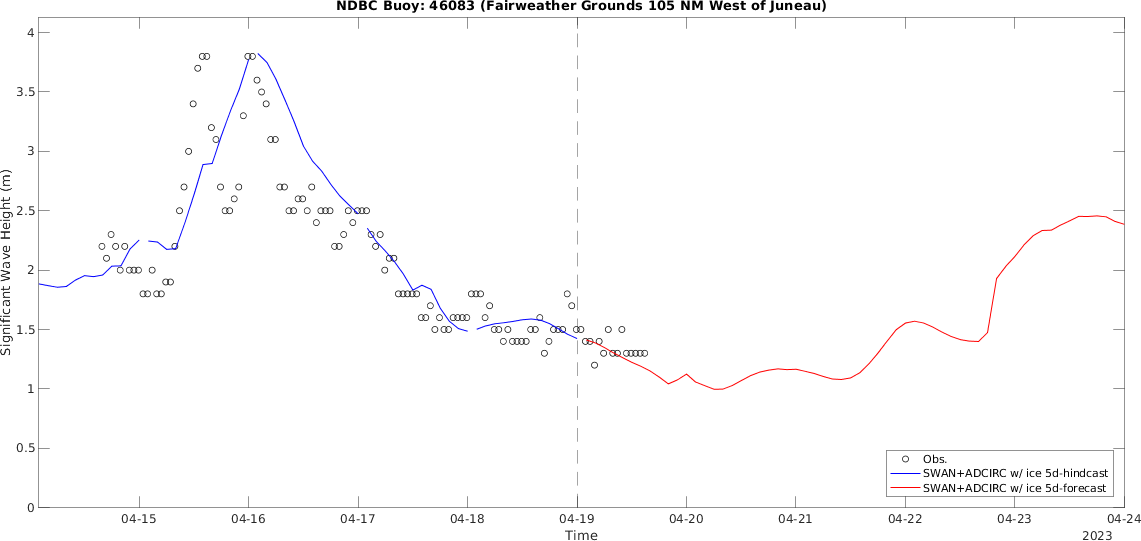 NDBC Buoy: 46083 (Fairweather Grounds 105 NM West of Juneau)
4
3.5
3
2.5
2
1.5
1
0.5
0
Significant Wave Height (m)
Obs.
SWAN+ADCIRC w/ ice 5d-hindcast
SWAN+ADCIRC w/ ice 5d-forecast
04-15 04-16 04-17 04-18 04-19 04-20 04-21 04-22 04-23 04-24
Time
2023